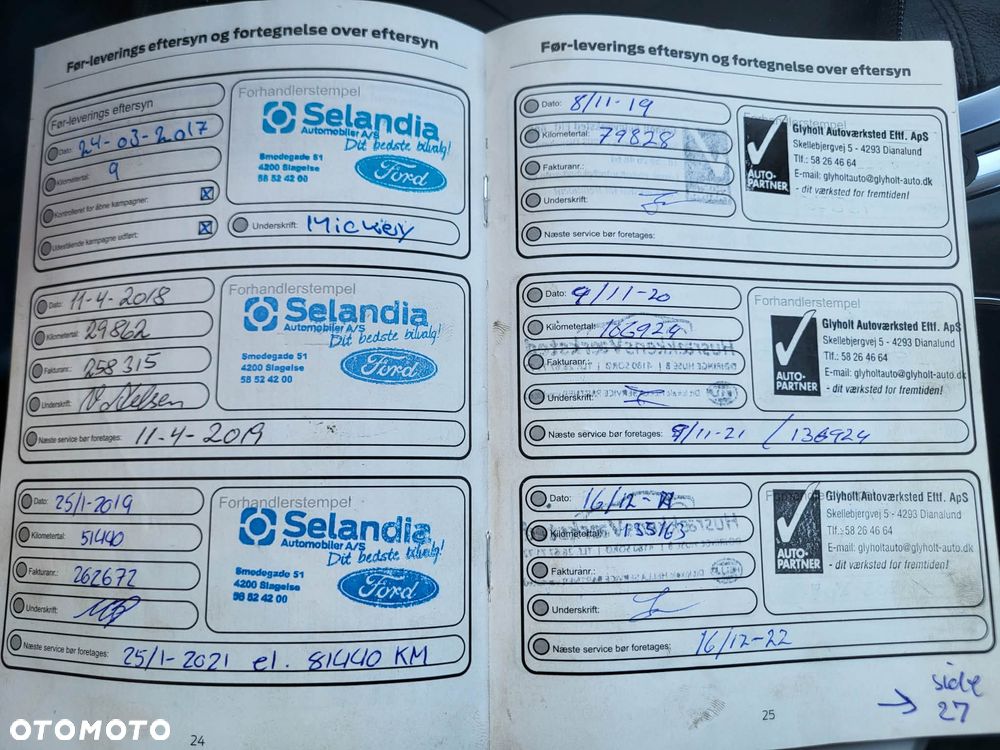 Før-leverings eftersyn og fortegnelse over eftersyn
Før-leverings eftersyn
Dato: 24-03-2017
Kilometertal: 9
Kontrolleret for åbne kampagner:
Udestående kampagne udført:
Forhandlerstempel
Selandia
Automobiler A/S
Dit bedste bilvalg!
Smedegade 51
4200 Slagelse
58 52 42 00
Ford
Underskrift: Mickey
Dato: 11-4-2018
Kilometertal: 29862
Fakturanr.: 258315
Underskrift:
Forhandlerstempel
Selandia
Automobiler A/S
Dit bedste bilvalg!
Smedegade 51
4200 Slagelse
58 52 42 00
Ford
Næste service bør foretages: 11-4-2019
Dato: 25/1-2019
Kilometertal: 51440
Fakturanr.: 262672
Underskrift:
Forhandlerstempel
Selandia
Automobiler A/S
Dit bedste bilvalg!
Smedegade 51
4200 Slagelse
58 52 42 00
Ford
Næste service bør foretages: 25/1-2021 el. 81440 KM
24
Før-leverings eftersyn og fortegnelse over eftersyn
Dato: 8/11-19
Kilometertal: 79828
Fakturanr.:
Underskrift:
Forhandlerstempel
AUTO-PARTNER
Glyholt Autoværksted Eftf. ApS
Skellebjergvej 5 - 4293 Dianalund
Tlf.: 58 26 46 64
E-mail: glyholtauto@glyholt-auto.dk
- dit værksted for fremtiden!
Næste service bør foretages:
Dato: 9/11-20
Kilometertal: 106924
Fakturanr.:
Underskrift:
Forhandlerstempel
AUTO-PARTNER
Glyholt Autoværksted Eftf. ApS
Skellebjergvej 5 - 4293 Dianalund
Tlf.: 58 26 46 64
E-mail: glyholtauto@glyholt-auto.dk
- dit værksted for fremtiden!
Næste service bør foretages: 9/11-21 / 136924
Dato: 16/12-21
Kilometertal: 135163
Fakturanr.:
Underskrift:
Forhandlerstempel
AUTO-PARTNER
Glyholt Autoværksted Eftf. ApS
Skellebjergvej 5 - 4293 Dianalund
Tlf.: 58 26 46 64
E-mail: glyholtauto@glyholt-auto.dk
- dit værksted for fremtiden!
Næste service bør foretages: 16/12-22
25
→ side
27
OTOMOTO